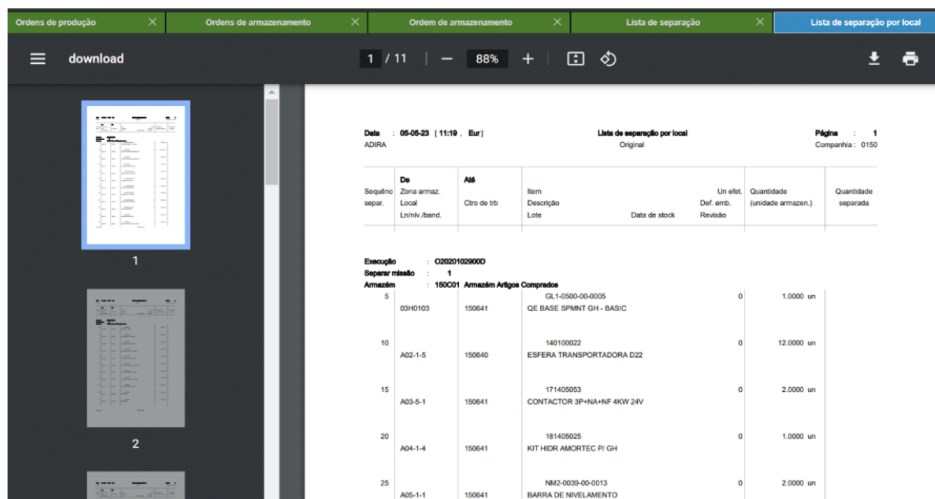 Ordens de produção
Ordens de armazenamento
Ordem de armazenamento
Lista de separação
Lista de separação por local
download
1 / 11
88%
1
2
Data : 05-05-23 [ 11:19 . Eur ] Lista de separação por local Página : 1
ADIRA Original Companhia : 0150
De Até
Sequênc Zona armaz. Item Un efet. Quantidade Quantidade
separ. Local Ctro de trb Descrição Def. emb. (unidade armazen.) separada
Ln/nív./band. Lote Data de stock Revisão
Execução : O2020102900D
Separar missão : 1
Armazém : 150C01 Armazém Artigos Comprados
5 GL1-0500-00-0005 0 1.0000 un
03H0103 150641 QE BASE SPMNT GH - BASIC
10 140100022 0 12.0000 un
A02-1-5 150640 ESFERA TRANSPORTADORA D22
15 171405053 0 2.0000 un
A03-5-1 150641 CONTACTOR 3P+NA+NF 4KW 24V
20 181405025 0 1.0000 un
A04-1-4 150641 KIT HIDR AMORTEC P/ GH
25 NM2-0039-00-0013 0 2.0000 un
A05-1-1 150641 BARRA DE NIVELAMENTO